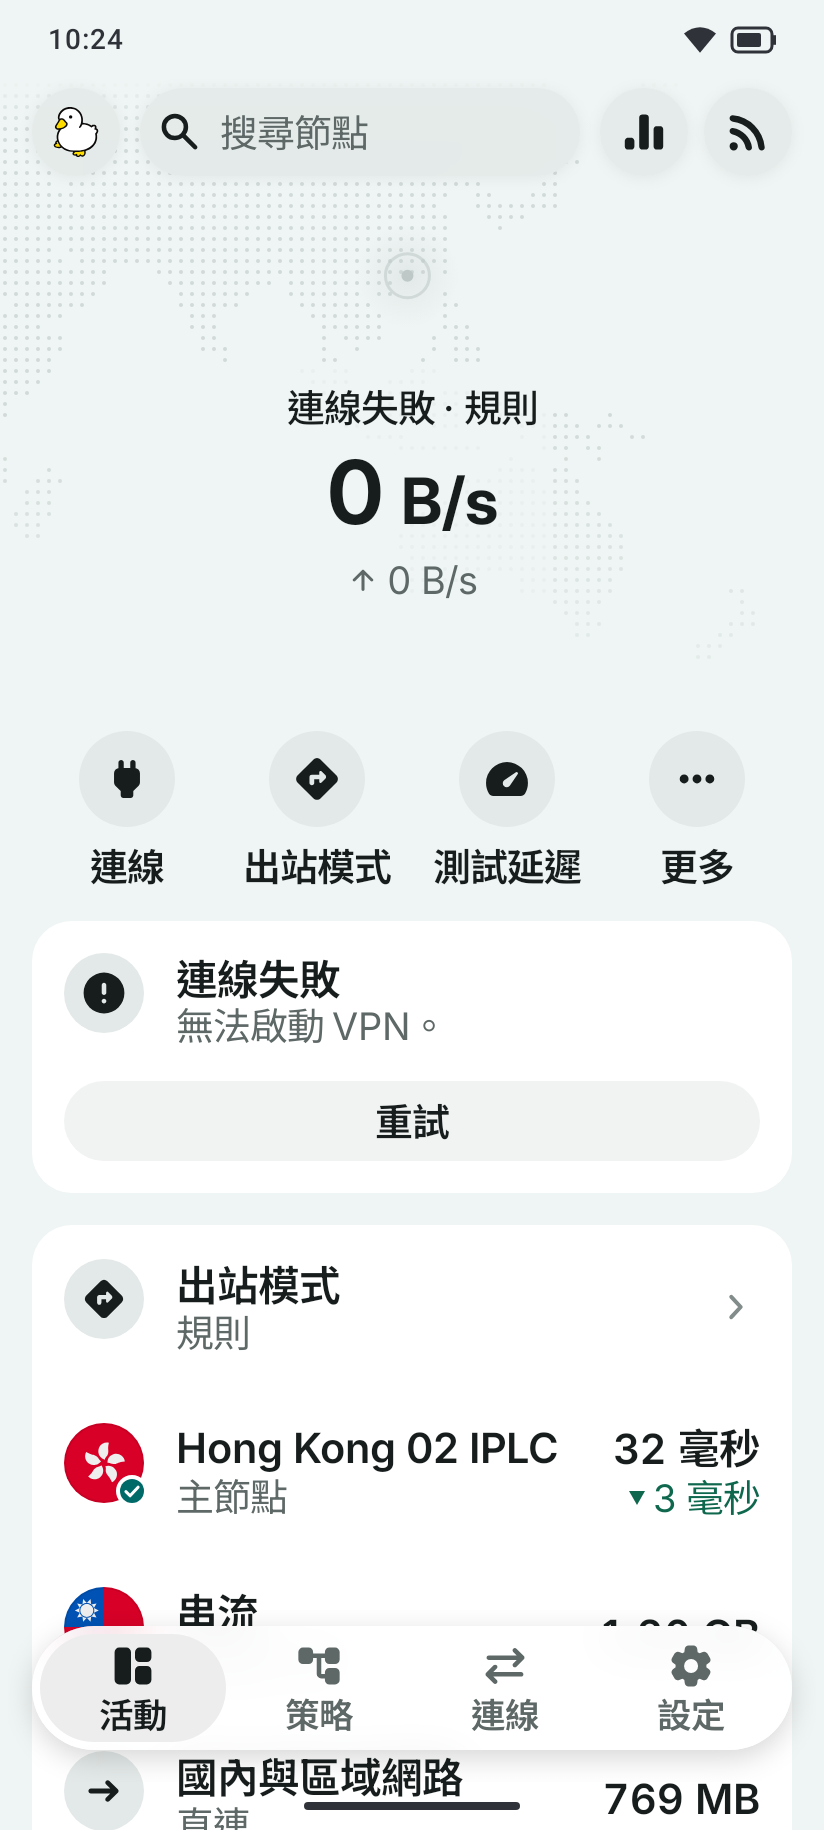 10:24
搜尋節點
連線失敗 · 規則
0 B/s
↑ 0 B/s
連線
出站模式
測試延遲
更多
連線失敗
無法啟動 VPN。
重試
出站模式
規則
Hong Kong 02 IPLC
32 毫秒
主節點
▼3 毫秒
串流
活動
策略
連線
設定
國內與區域網路
769 MB
直連